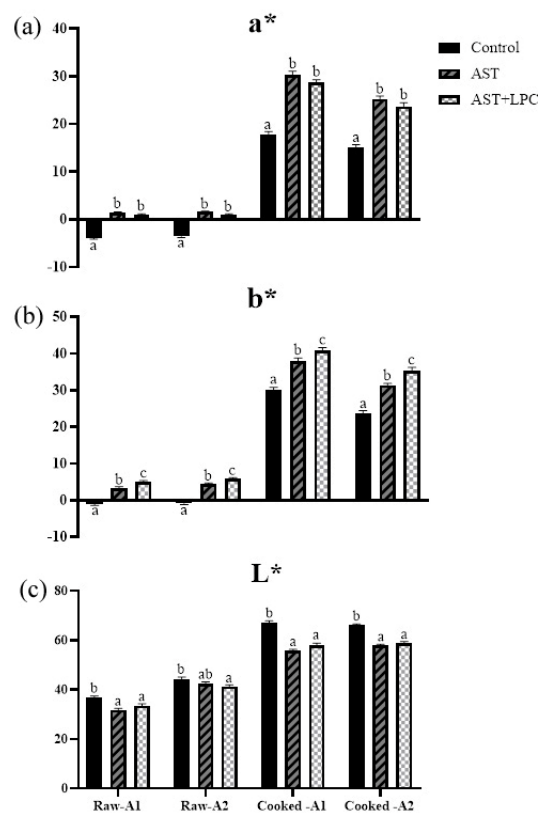 (a)
a*
Control
AST
AST+LPC
40
30
20
10
0
-10
a b b
a b b
a b b
a b b
(b)
b*
50
40
30
20
10
0
-10
a b c
a b c
a b c
a b c
(c)
L*
80
60
40
20
0
b a a
b ab a
b a a
b a a
Raw-A1 Raw-A2 Cooked -A1 Cooked -A2